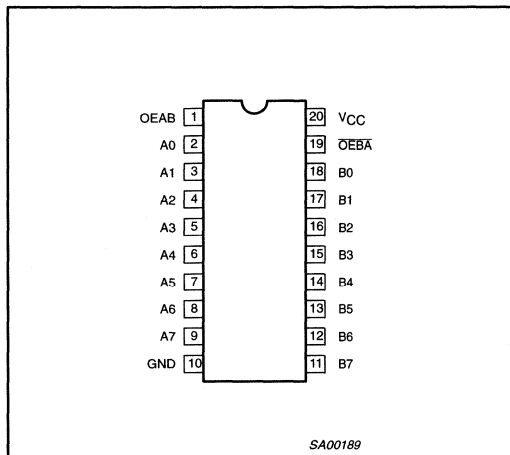 OEAB 1 20 VCC
A0 2 19 OEBA
A1 3 18 B0
A2 4 17 B1
A3 5 16 B2
A4 6 15 B3
A5 7 14 B4
A6 8 13 B5
A7 9 12 B6
GND 10 11 B7
SA00189